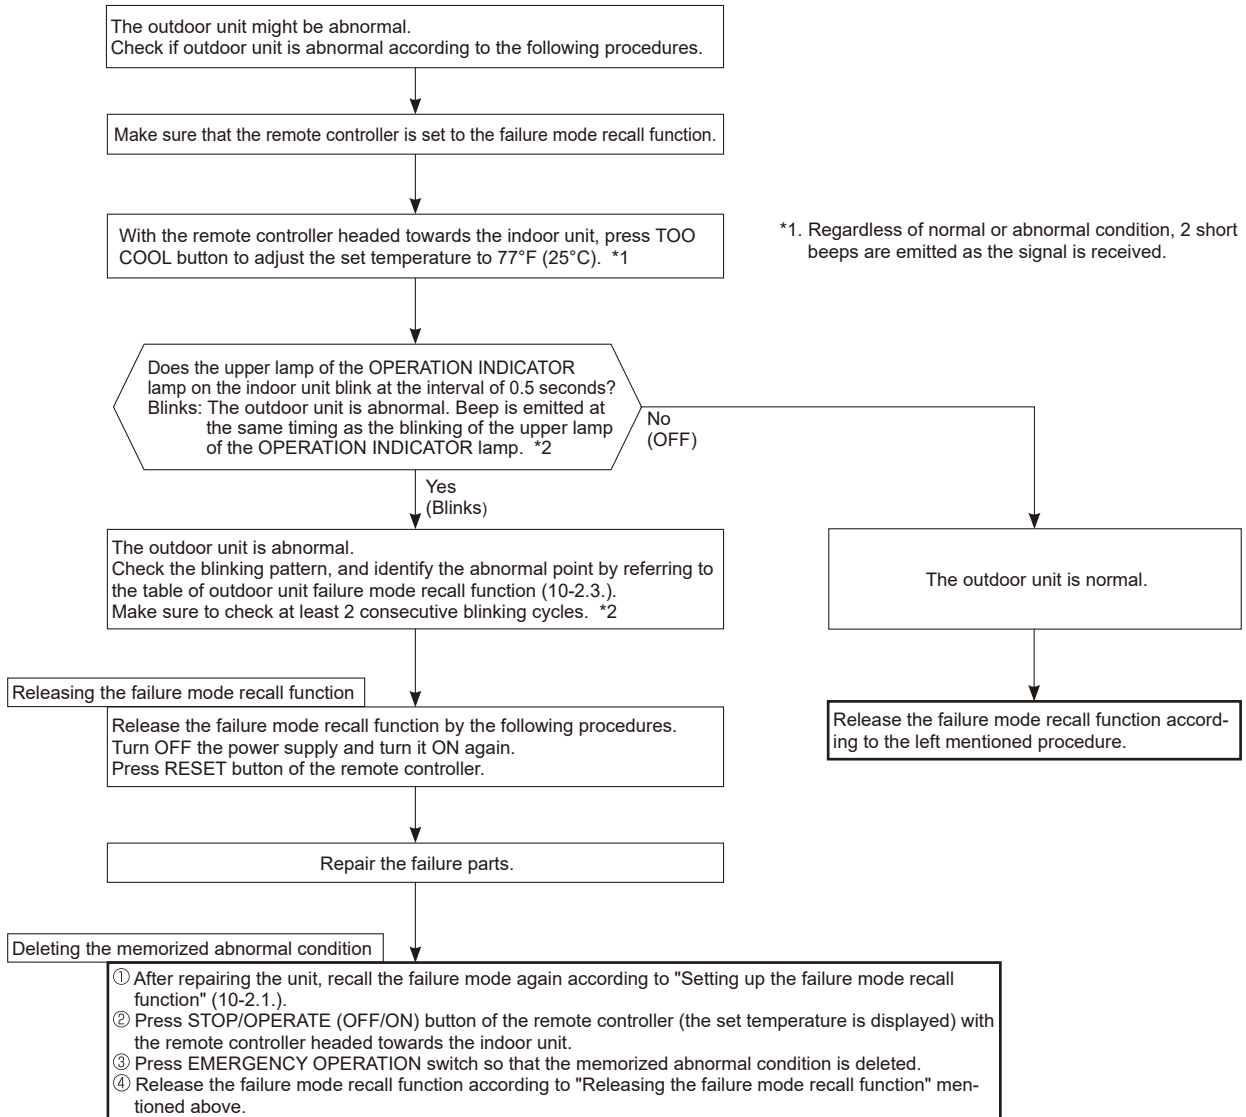 The outdoor unit might be abnormal.
Check if outdoor unit is abnormal according to the following procedures.
Make sure that the remote controller is set to the failure mode recall function.
With the remote controller headed towards the indoor unit, press TOO
COOL button to adjust the set temperature to 77°F (25°C). *1
*1. Regardless of normal or abnormal condition, 2 short
beeps are emitted as the signal is received.
Does the upper lamp of the OPERATION INDICATOR
lamp on the indoor unit blink at the interval of 0.5 seconds?
Blinks: The outdoor unit is abnormal. Beep is emitted at
the same timing as the blinking of the upper lamp
of the OPERATION INDICATOR lamp. *2
No
(OFF)
Yes
(Blinks)
The outdoor unit is abnormal.
Check the blinking pattern, and identify the abnormal point by referring to
the table of outdoor unit failure mode recall function (10-2.3.).
Make sure to check at least 2 consecutive blinking cycles. *2
The outdoor unit is normal.
Releasing the failure mode recall function
Release the failure mode recall function by the following procedures.
Turn OFF the power supply and turn it ON again.
Press RESET button of the remote controller.
Release the failure mode recall function accord-
ing to the left mentioned procedure.
Repair the failure parts.
Deleting the memorized abnormal condition
① After repairing the unit, recall the failure mode again according to "Setting up the failure mode recall
function" (10-2.1.).
② Press STOP/OPERATE (OFF/ON) button of the remote controller (the set temperature is displayed) with
the remote controller headed towards the indoor unit.
③ Press EMERGENCY OPERATION switch so that the memorized abnormal condition is deleted.
④ Release the failure mode recall function according to "Releasing the failure mode recall function" men-
tioned above.